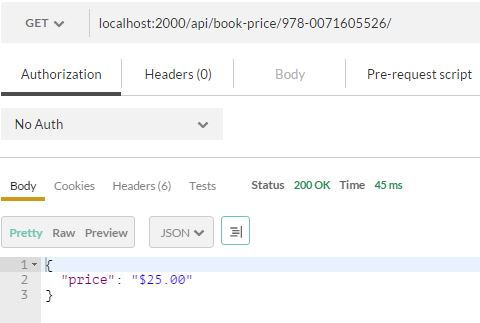 GET localhost:2000/api/book-price/978-0071605526/
Authorization Headers (0) Body Pre-request script
No Auth
Body Cookies Headers (6) Tests Status 200 OK Time 45 ms
Pretty Raw Preview JSON
1 {
2 "price": "$25.00"
3 }